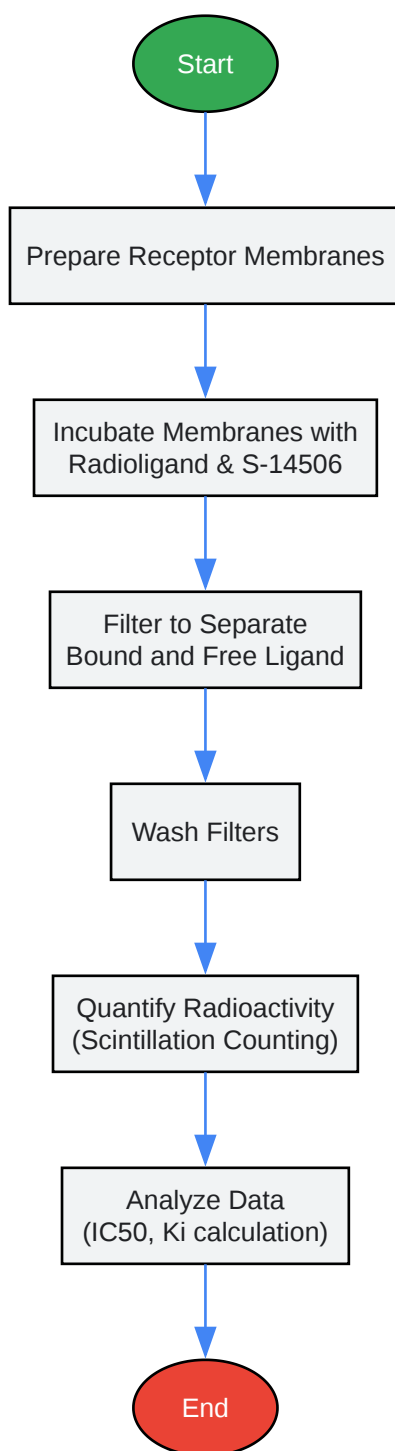 Start
Prepare Receptor Membranes
Incubate Membranes with
Radioligand & S-14506
Filter to Separate
Bound and Free Ligand
Wash Filters
Quantify Radioactivity
(Scintillation Counting)
Analyze Data
(IC50, Ki calculation)
End